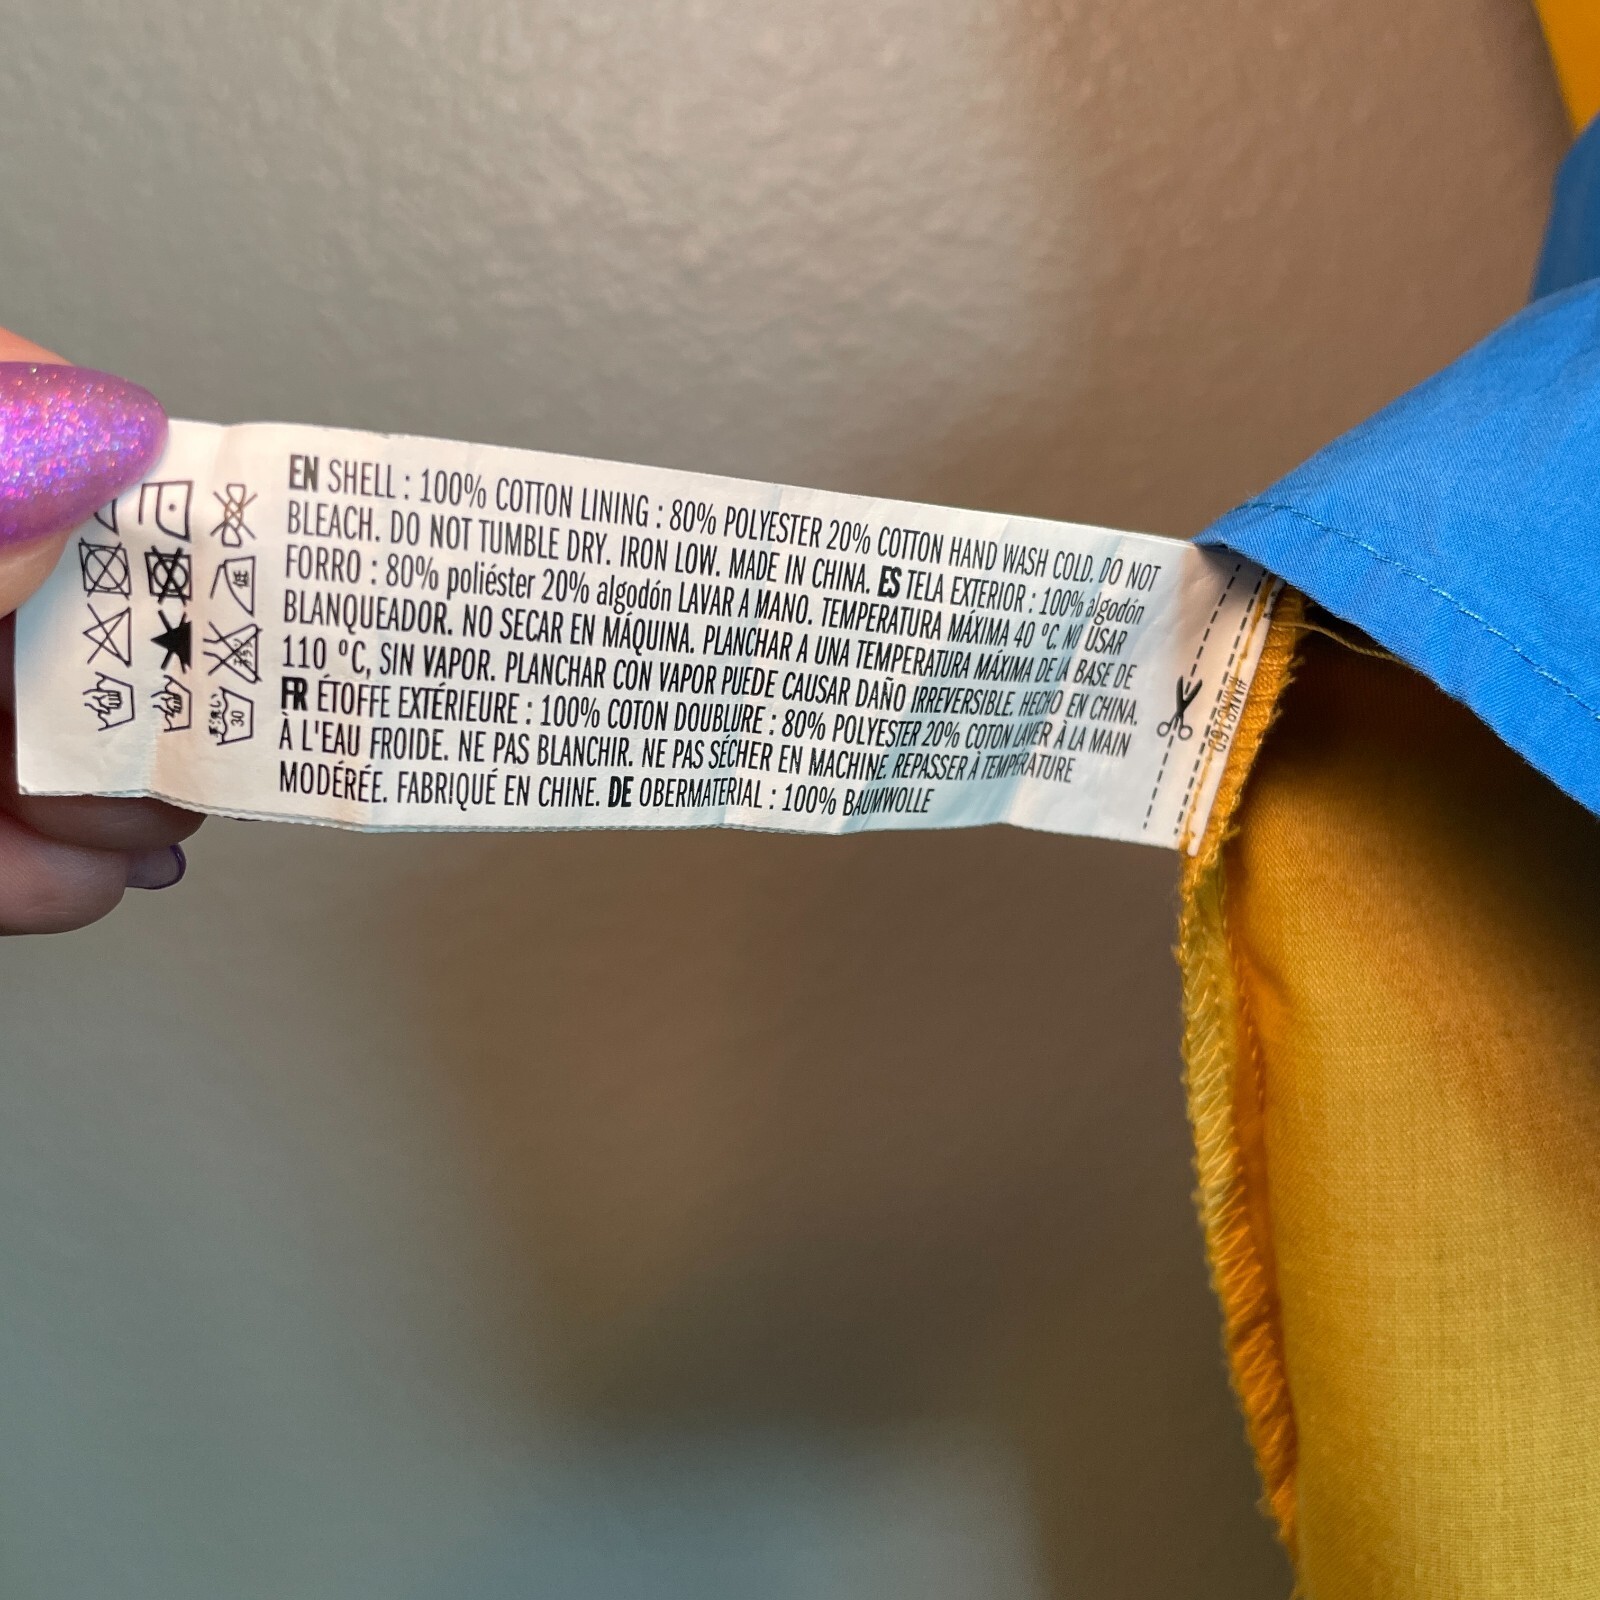 EN SHELL : 100% COTTON LINING : 80% POLYESTER 20% COTTON HAND WASH COLD. DO NOT
BLEACH. DO NOT TUMBLE DRY. IRON LOW. MADE IN CHINA. ES TELA EXTERIOR : 100% algodón
FORRO : 80% poliéster 20% algodón LAVAR A MANO. TEMPERATURA MÁXIMA 40 °C. NO USAR
BLANQUEADOR. NO SECAR EN MÁQUINA. PLANCHAR A UNA TEMPERATURA MÁXIMA DE LA BASE DE
110 °C, SIN VAPOR. PLANCHAR CON VAPOR PUEDE CAUSAR DAÑO IRREVERSIBLE. HECHO EN CHINA.
FR ÉTOFFE EXTÉRIEURE : 100% COTON DOUBLURE : 80% POLYESTER 20% COTON LAVER À LA MAIN
À L'EAU FROIDE. NE PAS BLANCHIR. NE PAS SÉCHER EN MACHINE. REPASSER À TEMPÉRATURE
MODÉRÉE. FABRIQUÉ EN CHINE. DE OBERMATERIAL : 100% BAUMWOLLE
30
低